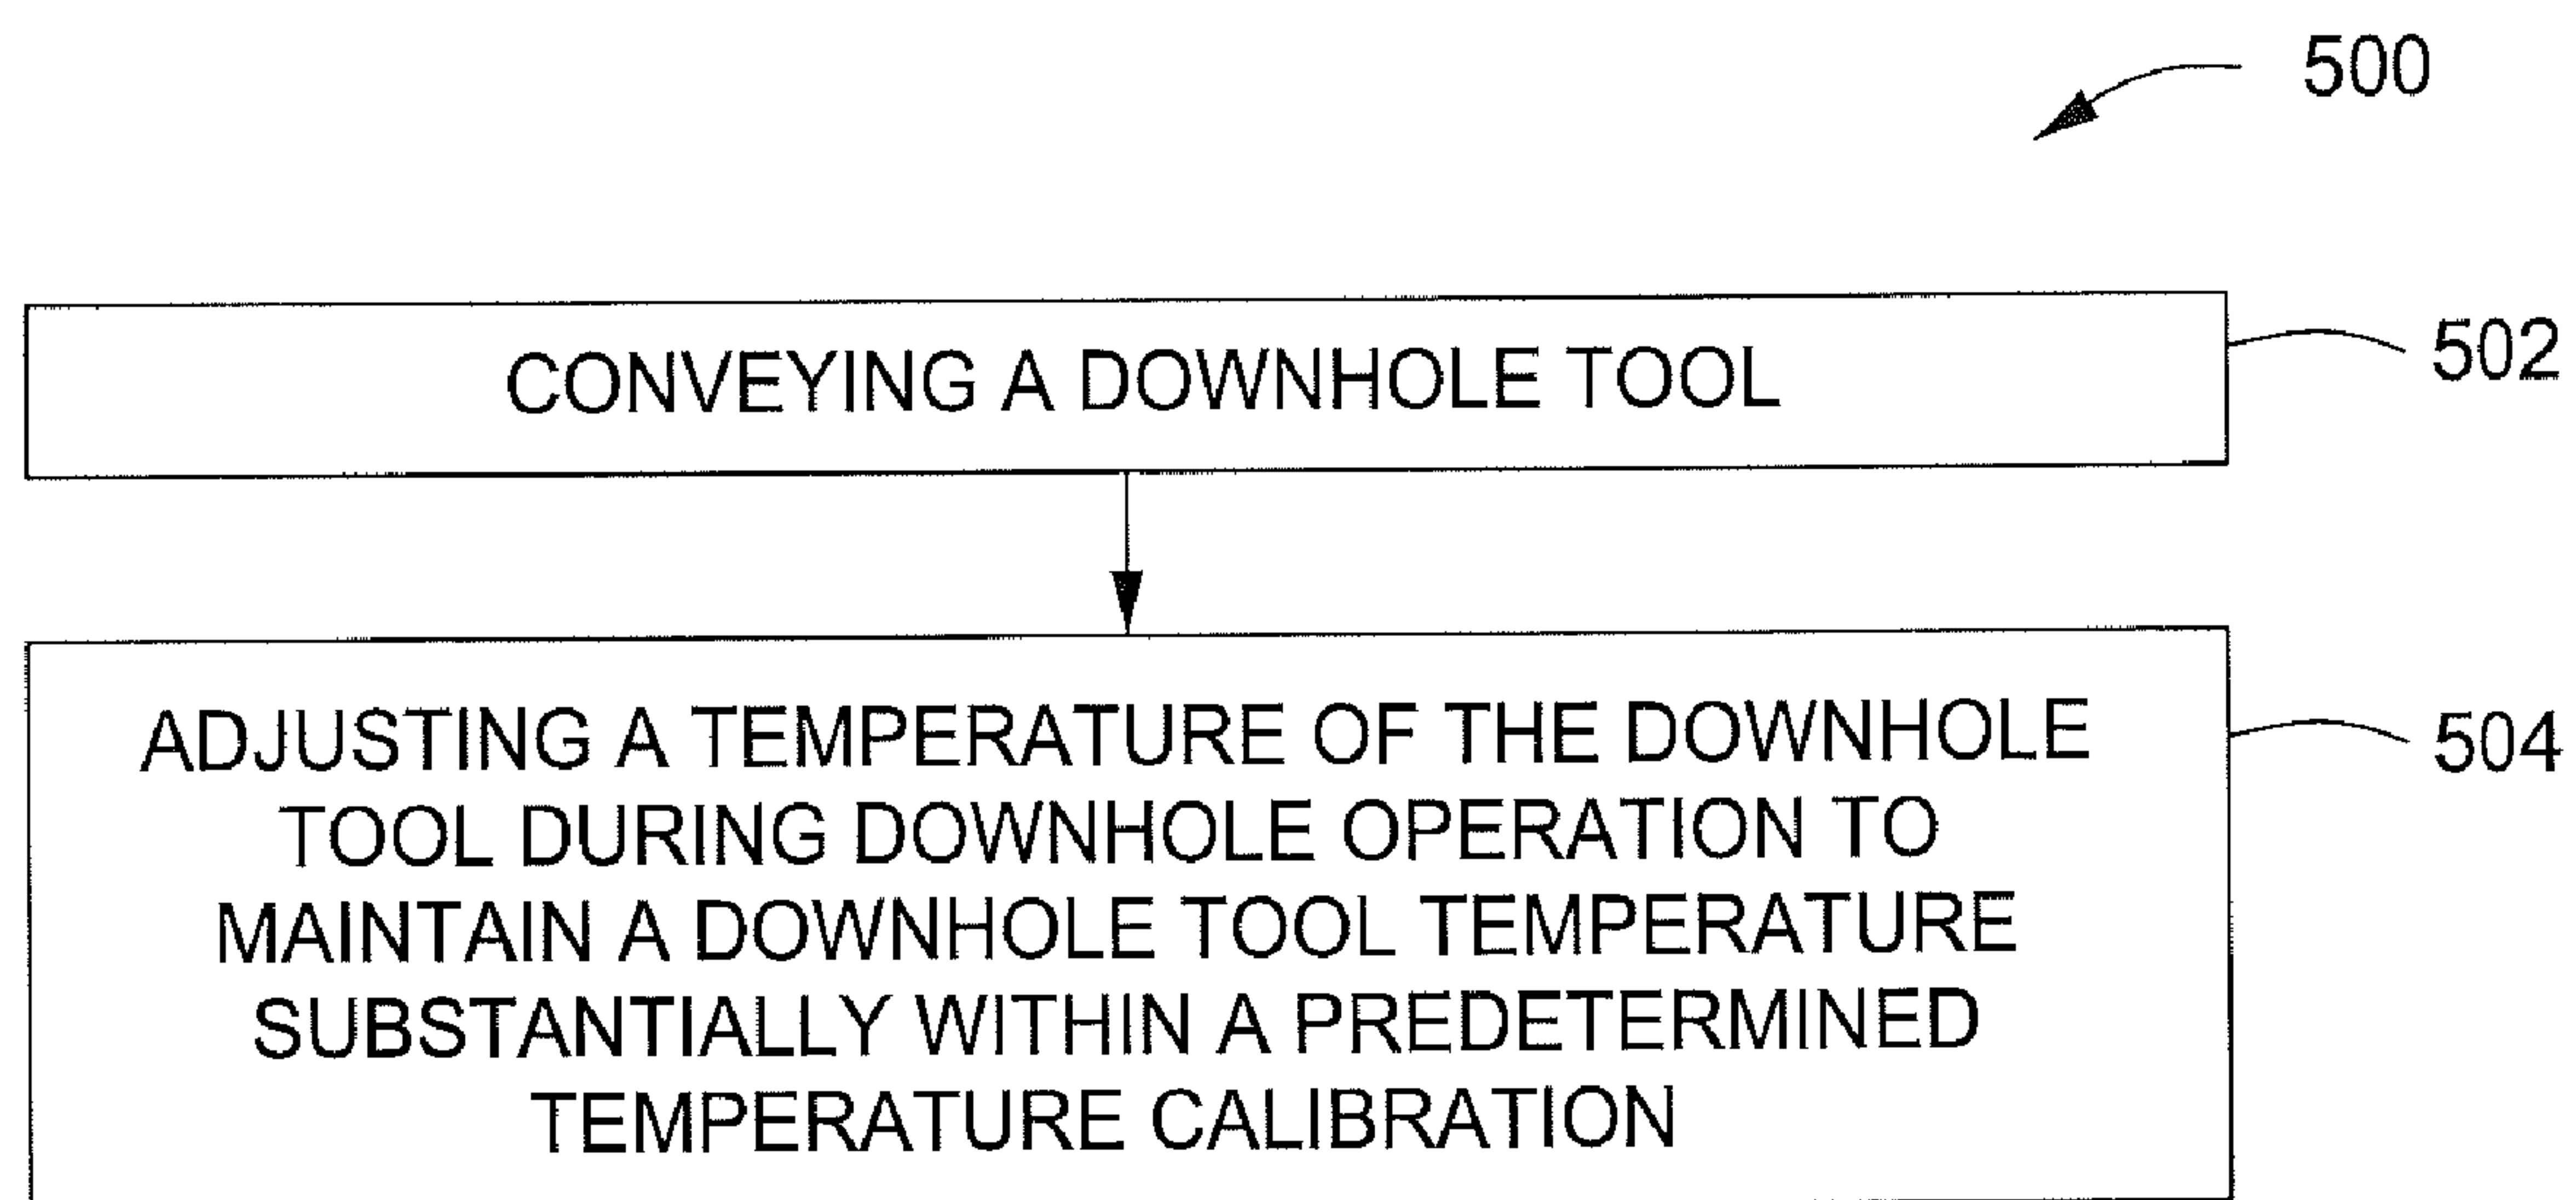 500
CONVEYING A DOWNHOLE TOOL
502
ADJUSTING A TEMPERATURE OF THE DOWNHOLE
TOOL DURING DOWNHOLE OPERATION TO
MAINTAIN A DOWNHOLE TOOL TEMPERATURE
SUBSTANTIALLY WITHIN A PREDETERMINED
TEMPERATURE CALIBRATION
504